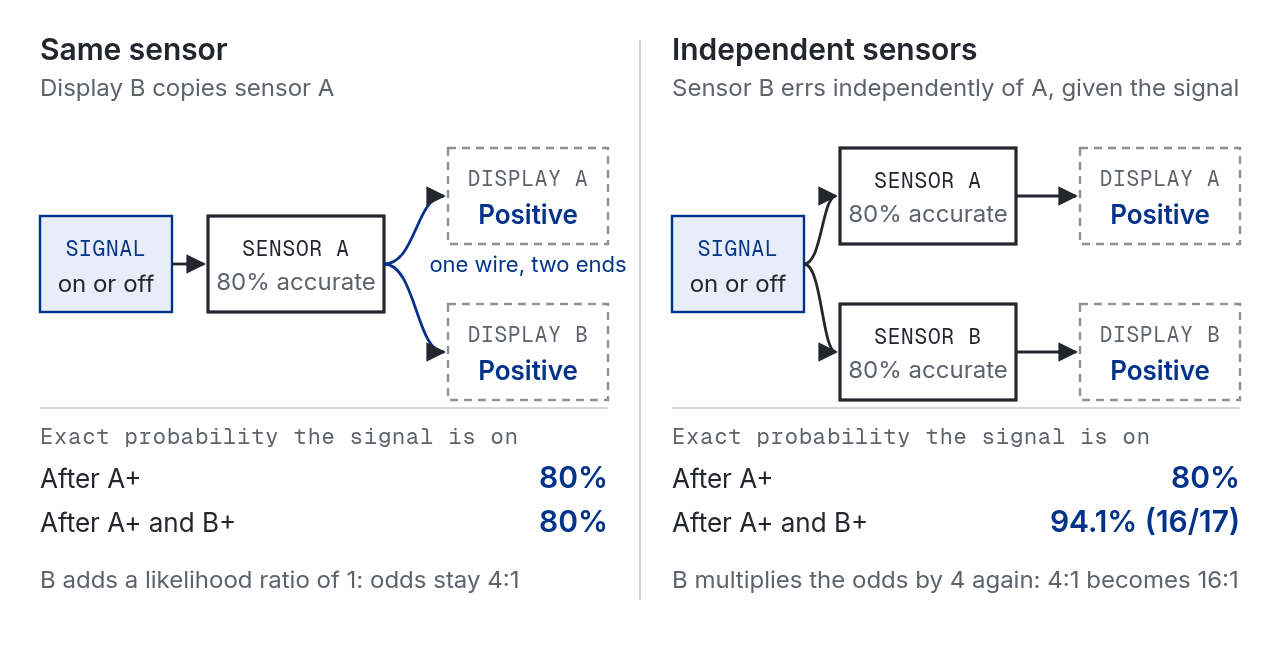 Same sensor
Display B copies sensor A
SIGNAL
on or off
SENSOR A
80% accurate
DISPLAY A
Positive
one wire, two ends
DISPLAY B
Positive
Exact probability the signal is on
After A+ 80%
After A+ and B+ 80%
B adds a likelihood ratio of 1: odds stay 4:1
Independent sensors
Sensor B errs independently of A, given the signal
SIGNAL
on or off
SENSOR A
80% accurate
DISPLAY A
Positive
SENSOR B
80% accurate
DISPLAY B
Positive
Exact probability the signal is on
After A+ 80%
After A+ and B+ 94.1% (16/17)
B multiplies the odds by 4 again: 4:1 becomes 16:1